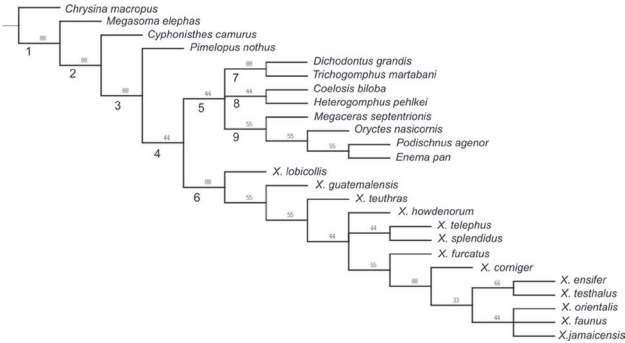 Chrysina macropus
Megasoma elephas
88
1
Cyphonisthes camurus
88
2
Pimelopus nothus
88
3
Dichodontus grandis
88
7
Trichogomphus martabani
Coelosis biloba
44
44
5
8
Heterogomphus pehlkei
Megaceras septentrionis
55
9
Oryctes nasicornis
55
Podischnus agenor
55
Enema pan
44
4
X. lobicollis
88
6
X. guatemalensis
55
X. teuthras
55
X. howdenorum
44
X. telephus
44
X. splendidus
X. furcatus
55
X. corniger
88
X. ensifer
66
X. testhalus
33
X. orientalis
44
X. faunus
X.jamaicensis